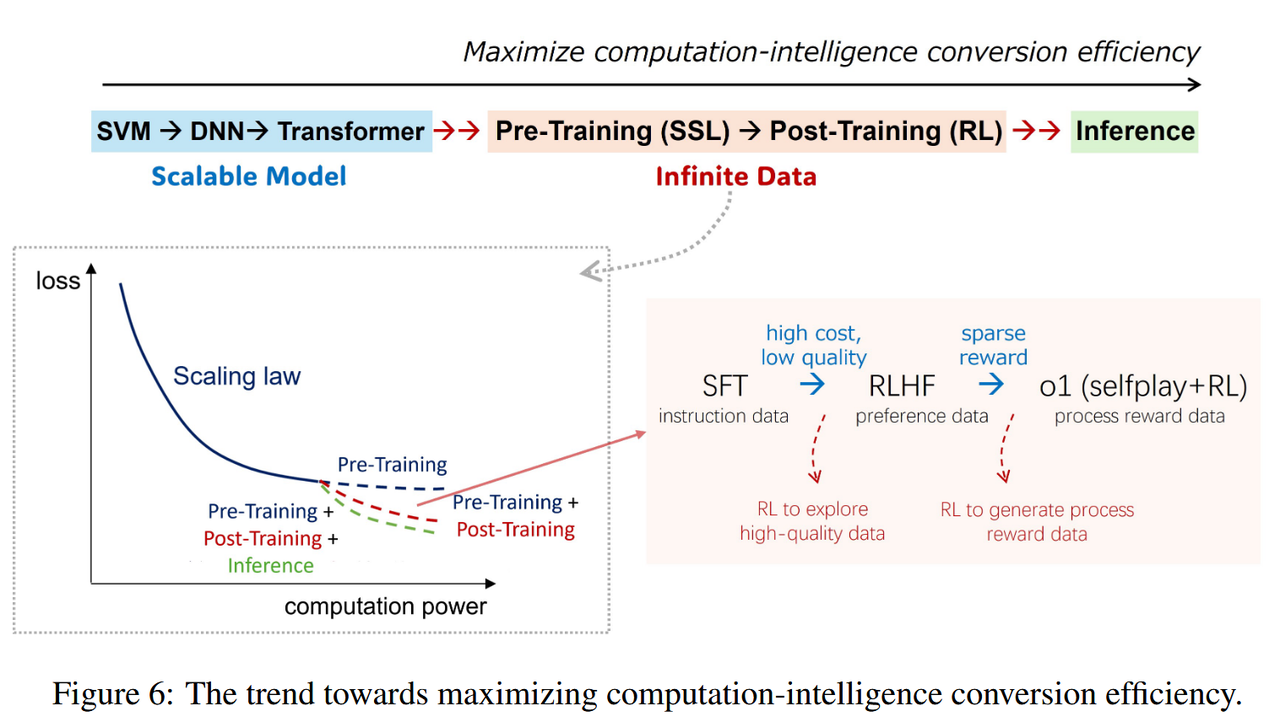 Maximize computation-intelligence conversion efficiency
SVM → DNN→ Transformer →→ Pre-Training (SSL) → Post-Training (RL) →→ Inference
Scalable Model
Infinite Data
loss
Scaling law
Pre-Training
Pre-Training +
Post-Training
Pre-Training +
Post-Training +
Inference
computation power
high cost,
low quality
sparse
reward
SFT → RLHF → o1 (selfplay+RL)
instruction data
preference data
process reward data
RL to explore
high-quality data
RL to generate process
reward data
Figure 6: The trend towards maximizing computation-intelligence conversion efficiency.